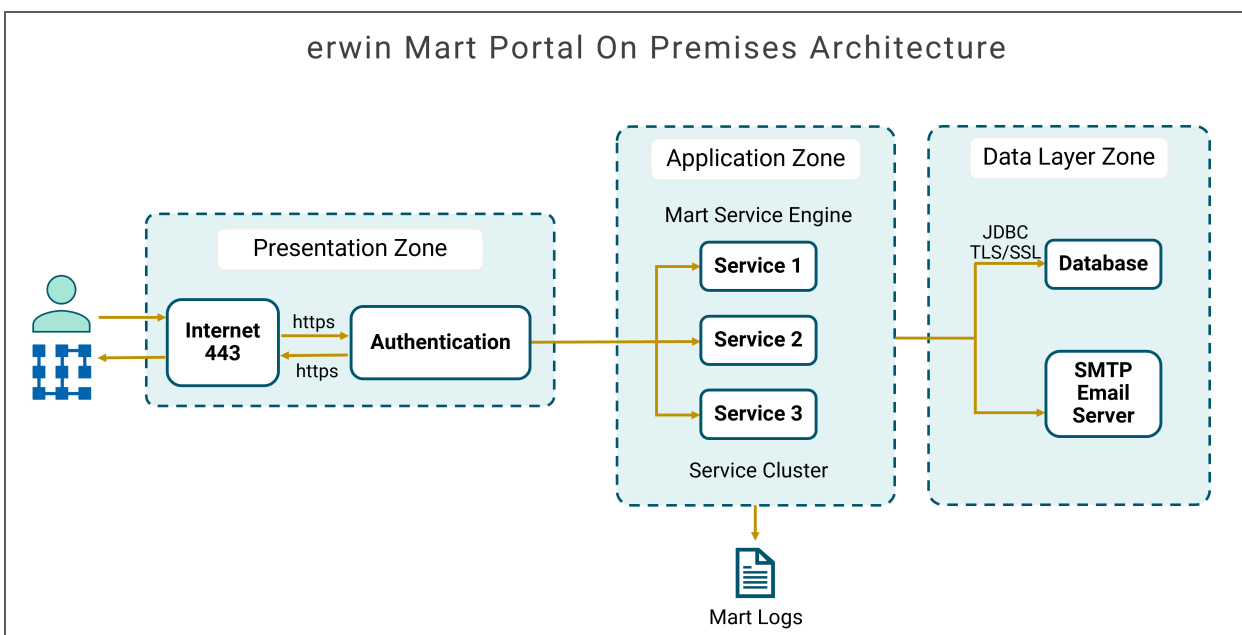 erwin Mart Portal On Premises Architecture
Presentation Zone
Internet
443
https
https
Authentication
Application Zone
Mart Service Engine
Service 1
Service 2
Service 3
Service Cluster
Mart Logs
Data Layer Zone
JDBC
TLS/SSL
Database
SMTP
Email
Server